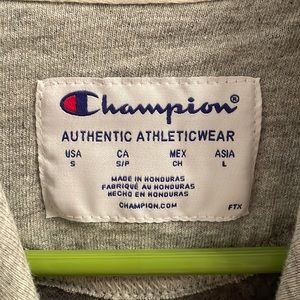 Champion®
AUTHENTIC ATHLETICWEAR
USA CA MEX ASIA
S S/P CH L
MADE IN HONDURAS
FABRIQUÉ AU HONDURAS
HECHO EN HONDURAS
CHAMPION.COM
FTX